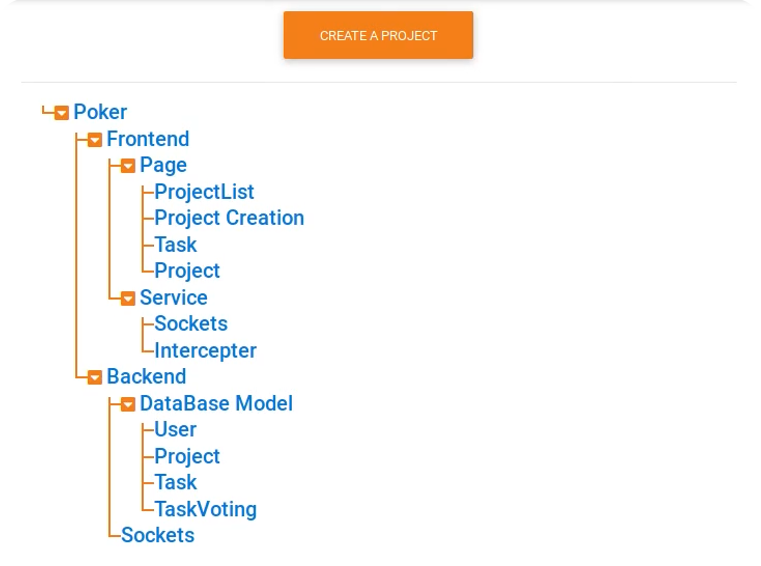 CREATE A PROJECT
Poker
Frontend
Page
ProjectList
Project Creation
Task
Project
Service
Sockets
Intercepter
Backend
DataBase Model
User
Project
Task
TaskVoting
Sockets